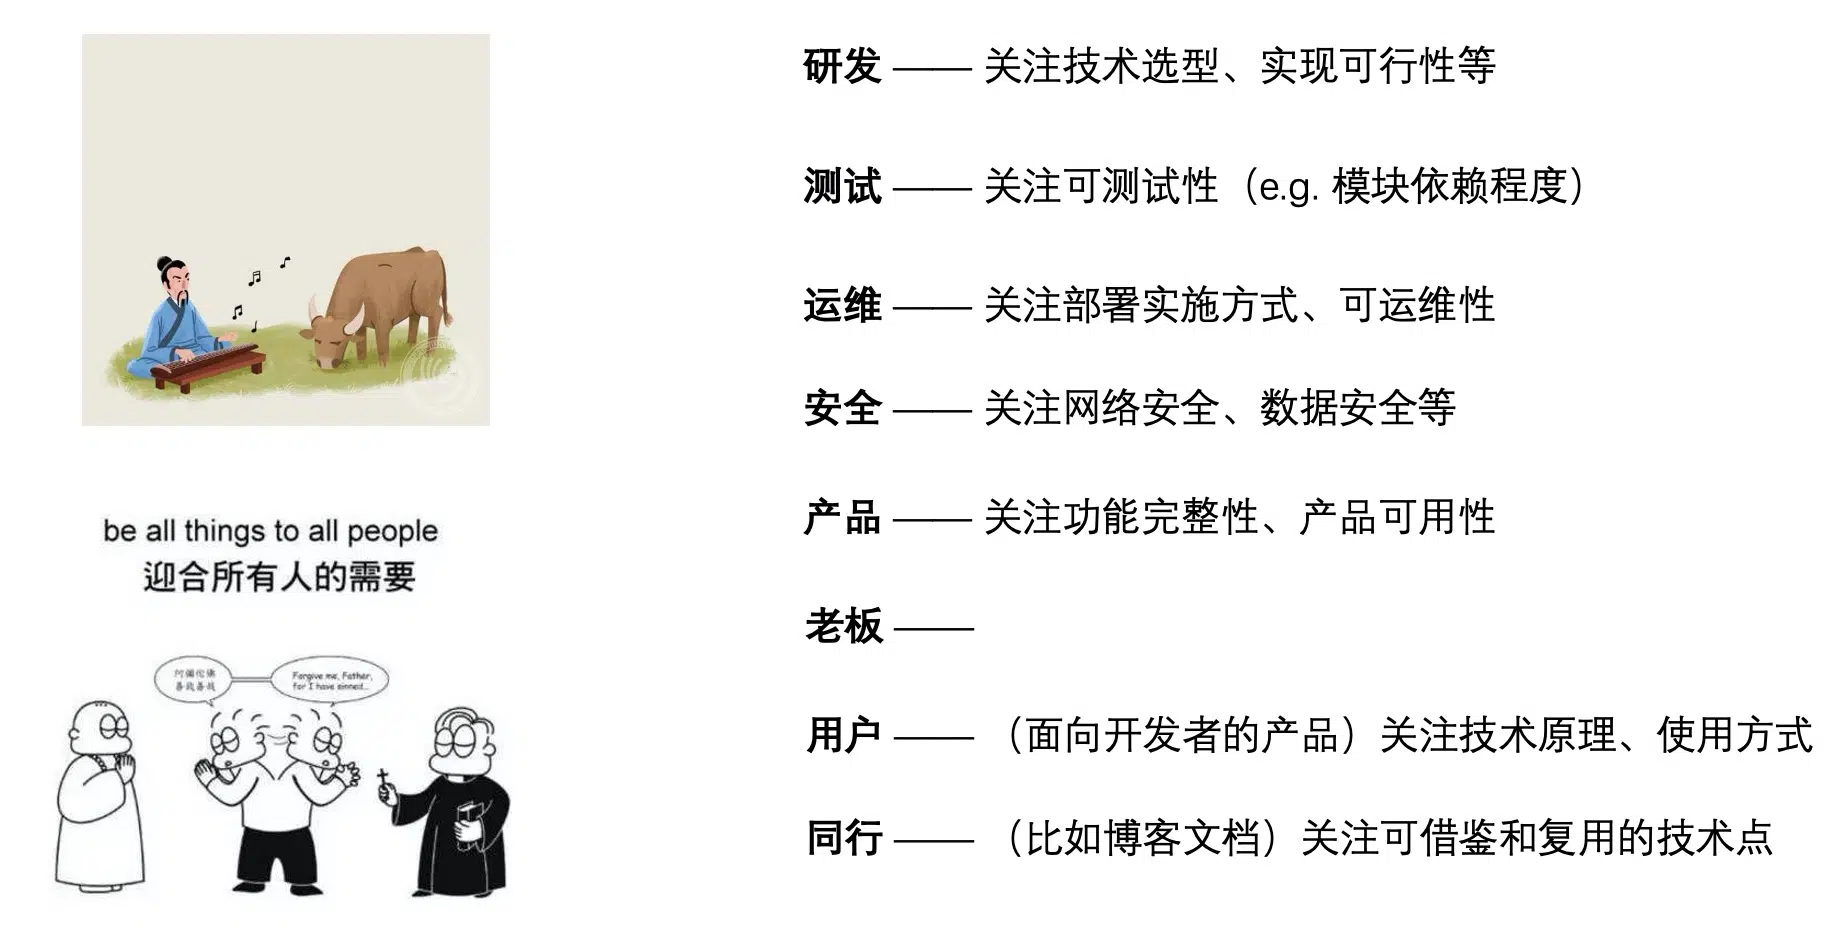 研发 —— 关注技术选型、实现可行性等
测试 —— 关注可测试性（e.g. 模块依赖程度）
运维 —— 关注部署实施方式、可运维性
安全 —— 关注网络安全、数据安全等
产品 —— 关注功能完整性、产品可用性
老板 ——
用户 —— （面向开发者的产品）关注技术原理、使用方式
同行 —— （比如博客文档）关注可借鉴和复用的技术点
be all things to all people
迎合所有人的需要
阿彌陀佛
善哉善哉
Forgive me, Father,
for I have sinned...